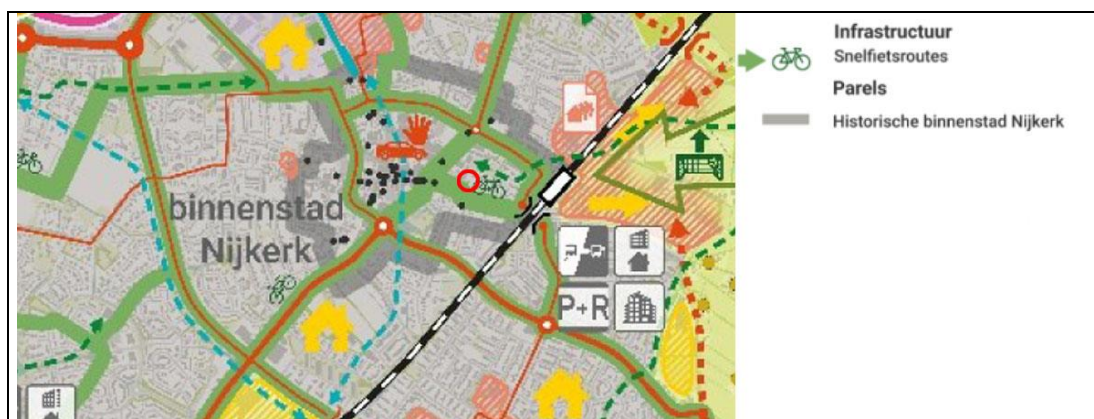 Infrastructuur
Snelfietsroutes
Parels
Historische binnenstad Nijkerk
binnenstad
Nijkerk
P+R